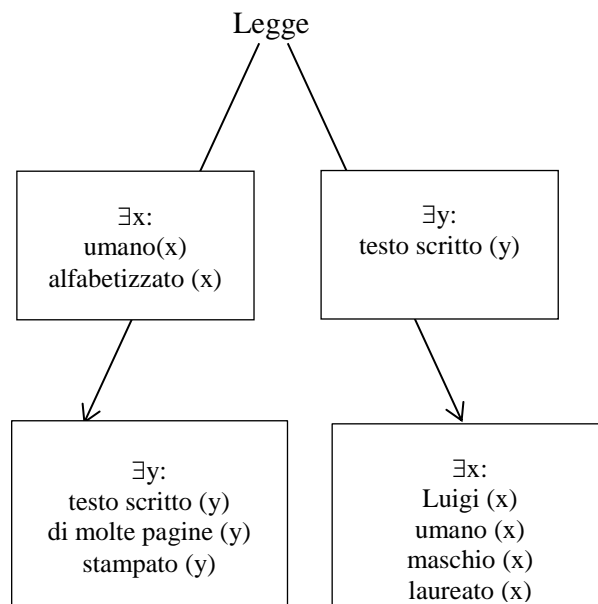 Legge
∃x:
umano(x)
alfabetizzato (x)
∃y:
testo scritto (y)
∃y:
testo scritto (y)
di molte pagine (y)
stampato (y)
∃x:
Luigi (x)
umano (x)
maschio (x)
laureato (x)